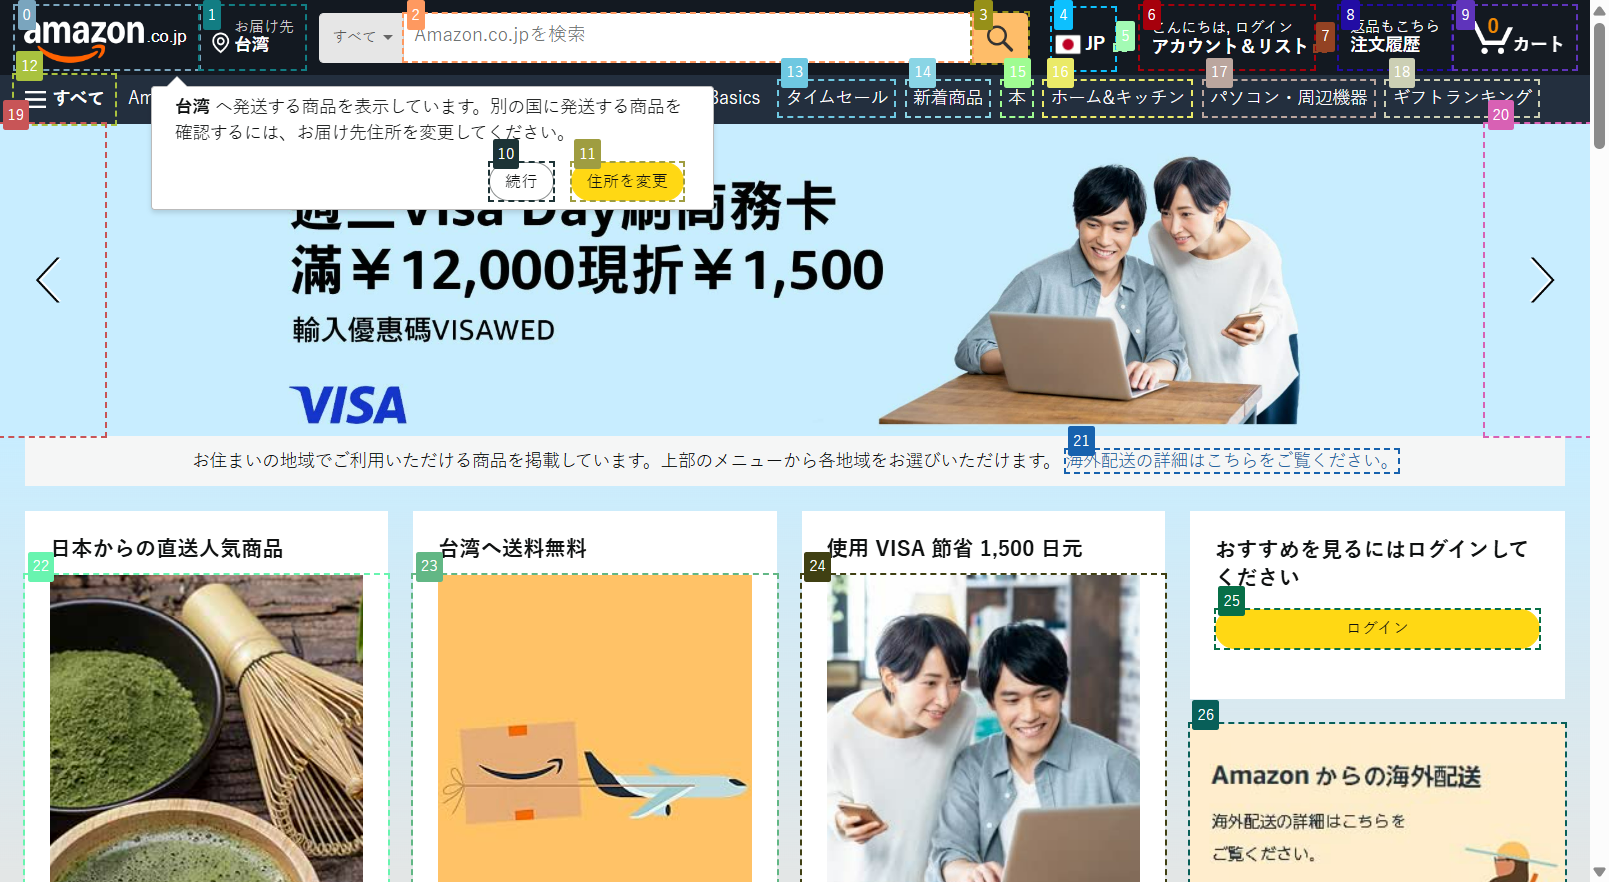 0
1
2
3
4
5
6
7
8
9
amazon.co.jp
お届け先
台湾
すべて
Amazon.co.jpを検索
JP
こんにちは, ログイン
アカウント＆リスト
返品もこちら
注文履歴
0
カート
12
13
14
15
16
17
18
すべて
Am
Basics
タイムセール
新着商品
本
ホーム&キッチン
パソコン・周辺機器
ギフトランキング
19
20
台湾 へ発送する商品を表示しています。別の国に発送する商品を
確認するには、お届け先住所を変更してください。
10
11
続行
住所を変更
週三Visa Day刷商務卡
滿￥12,000現折￥1,500
輸入優惠碼VISAWED
VISA
21
お住まいの地域でご利用いただける商品を掲載しています。上部のメニューから各地域をお選びいただけます。 海外配送の詳細はこちらをご覧ください。
日本からの直送人気商品
22
台湾へ送料無料
23
使用 VISA 節省 1,500 日元
24
おすすめを見るにはログインして
ください
25
ログイン
26
Amazon からの海外配送
海外配送の詳細はこちらを
ご覧ください。